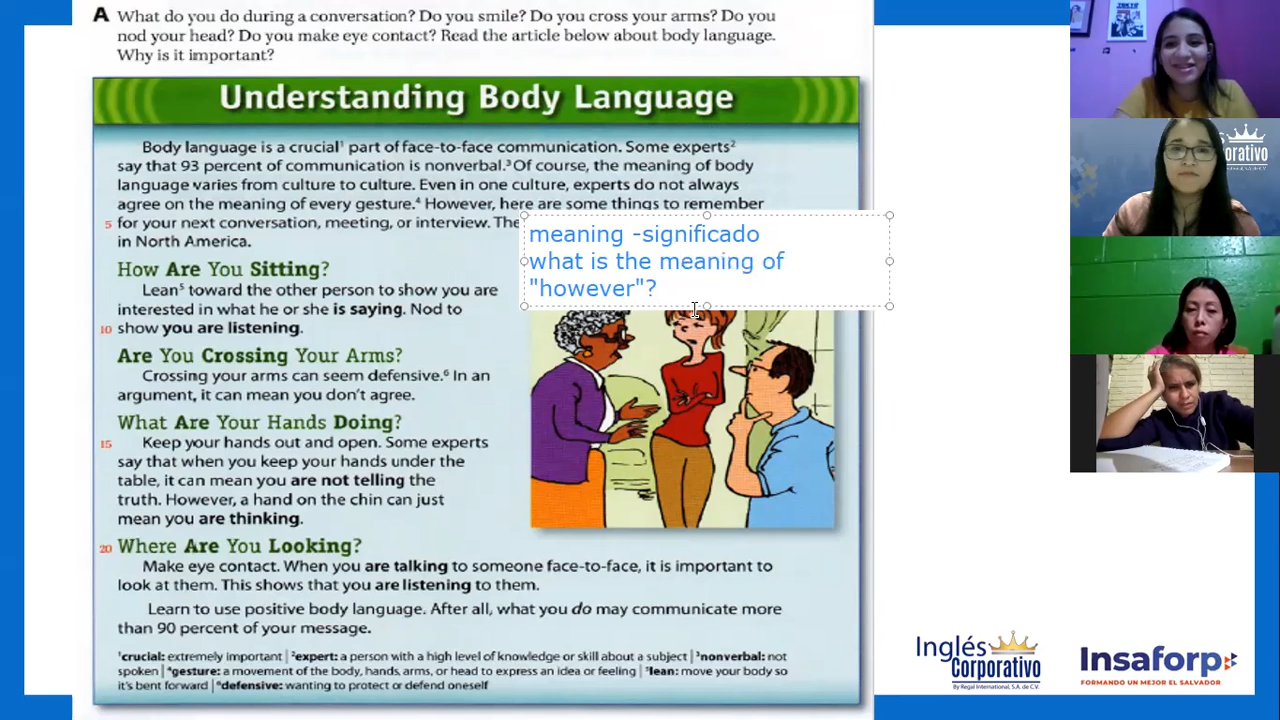 A What do you do during a conversation? Do you smile? Do you cross your arms? Do you
nod your head? Do you make eye contact? Read the article below about body language.
Why is it important?
Understanding Body Language
Body language is a crucial¹ part of face-to-face communication. Some experts²
say that 93 percent of communication is nonverbal.³ Of course, the meaning of body
language varies from culture to culture. Even in one culture, experts do not always
agree on the meaning of every gesture.⁴ However, here are some things to remember
5 for your next conversation, meeting, or interview.
in North America.
meaning -significado
what is the meaning of
"however"?
How Are You Sitting?
Lean⁵ toward the other person to show you are
interested in what he or she is saying. Nod to
10 show you are listening.
Are You Crossing Your Arms?
Crossing your arms can seem defensive.⁶ In an
argument, it can mean you don't agree.
What Are Your Hands Doing?
15 Keep your hands out and open. Some experts
say that when you keep your hands under the
table, it can mean you are not telling the
truth. However, a hand on the chin can just
mean you are thinking.
20 Where Are You Looking?
Make eye contact. When you are talking to someone face-to-face, it is important to
look at them. This shows that you are listening to them.
Learn to use positive body language. After all, what you do may communicate more
than 90 percent of your message.
¹crucial: extremely important | ²expert: a person with a high level of knowledge or skill about a subject | ³nonverbal: not
spoken | ⁴gesture: a movement of the body, hands, arms, or head to express an idea or feeling | ⁵lean: move your body so
it's bent forward | ⁶defensive: wanting to protect or defend oneself
Inglés
Corporativo
By Regal International, S.A. de C.V.
Insaforp
FORMANDO UN MEJOR EL SALVADOR
TOKYO